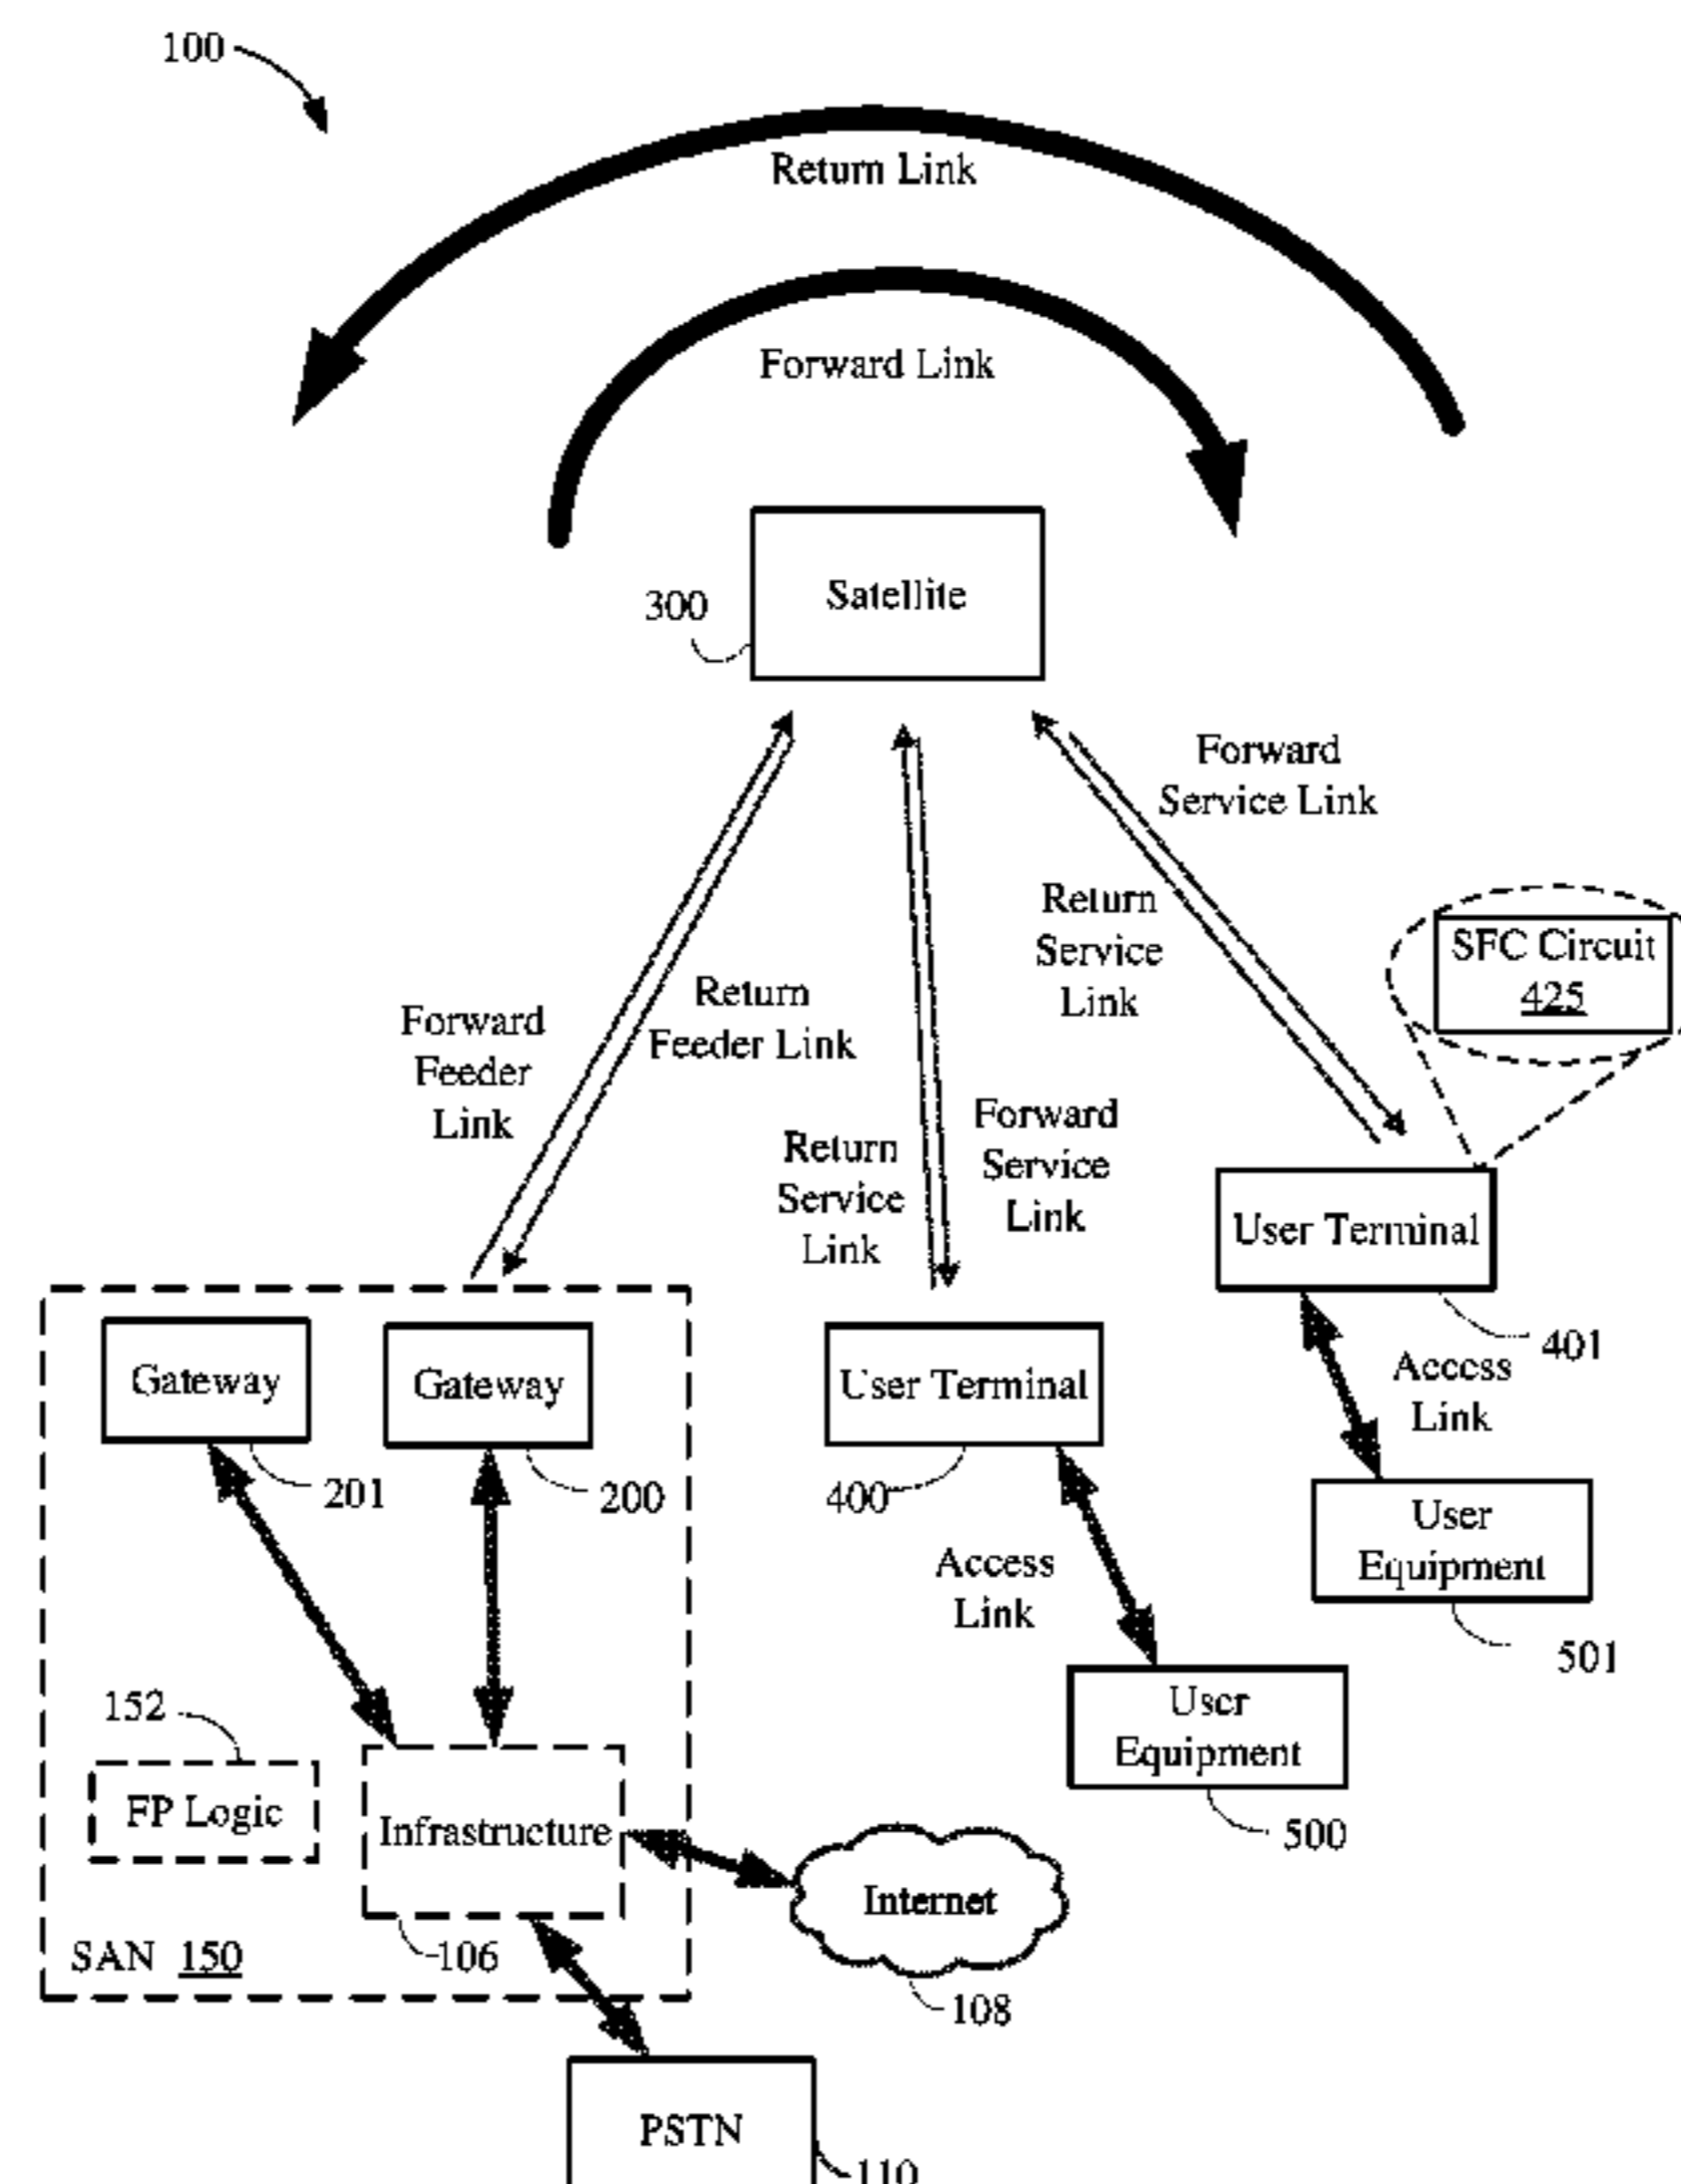 100
Return Link
Forward Link
Satellite
300
Forward
Service Link
Return
Service
Link
SFC Circuit
425
Return
Feeder Link
Forward
Feeder
Link
Forward
Service
Link
Return
Service
Link
User Terminal
401
Gateway
201
Gateway
200
User Terminal
400
Access
Link
User
Equipment
501
Access
Link
User
Equipment
500
152
FP Logic
Infrastructure
106
SAN 150
Internet
108
PSTN
110